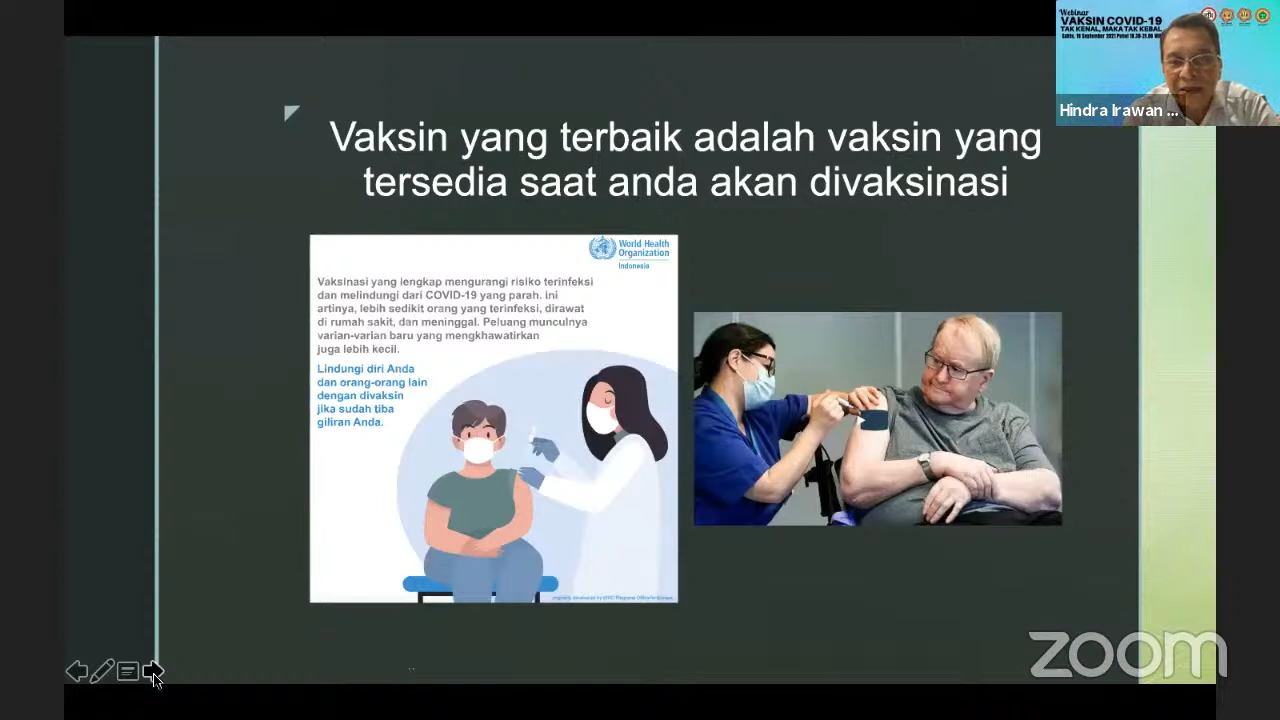 Webinar
VAKSIN COVID-19
TAK KENAL, MAKA TAK KEBAL
Hindra Irawan ...
Vaksin yang terbaik adalah vaksin yang
tersedia saat anda akan divaksinasi
World Health
Organization
Indonesia
Vaksinasi yang lengkap mengurangi risiko terinfeksi
dan melindungi dari COVID-19 yang parah. Ini
artinya, lebih sedikit orang yang terinfeksi, dirawat
di rumah sakit, dan meninggal. Peluang munculnya
varian-varian baru yang mengkhawatirkan
juga lebih kecil.
Lindungi diri Anda
dan orang-orang lain
dengan divaksin
jika sudah tiba
giliran Anda.
zoom